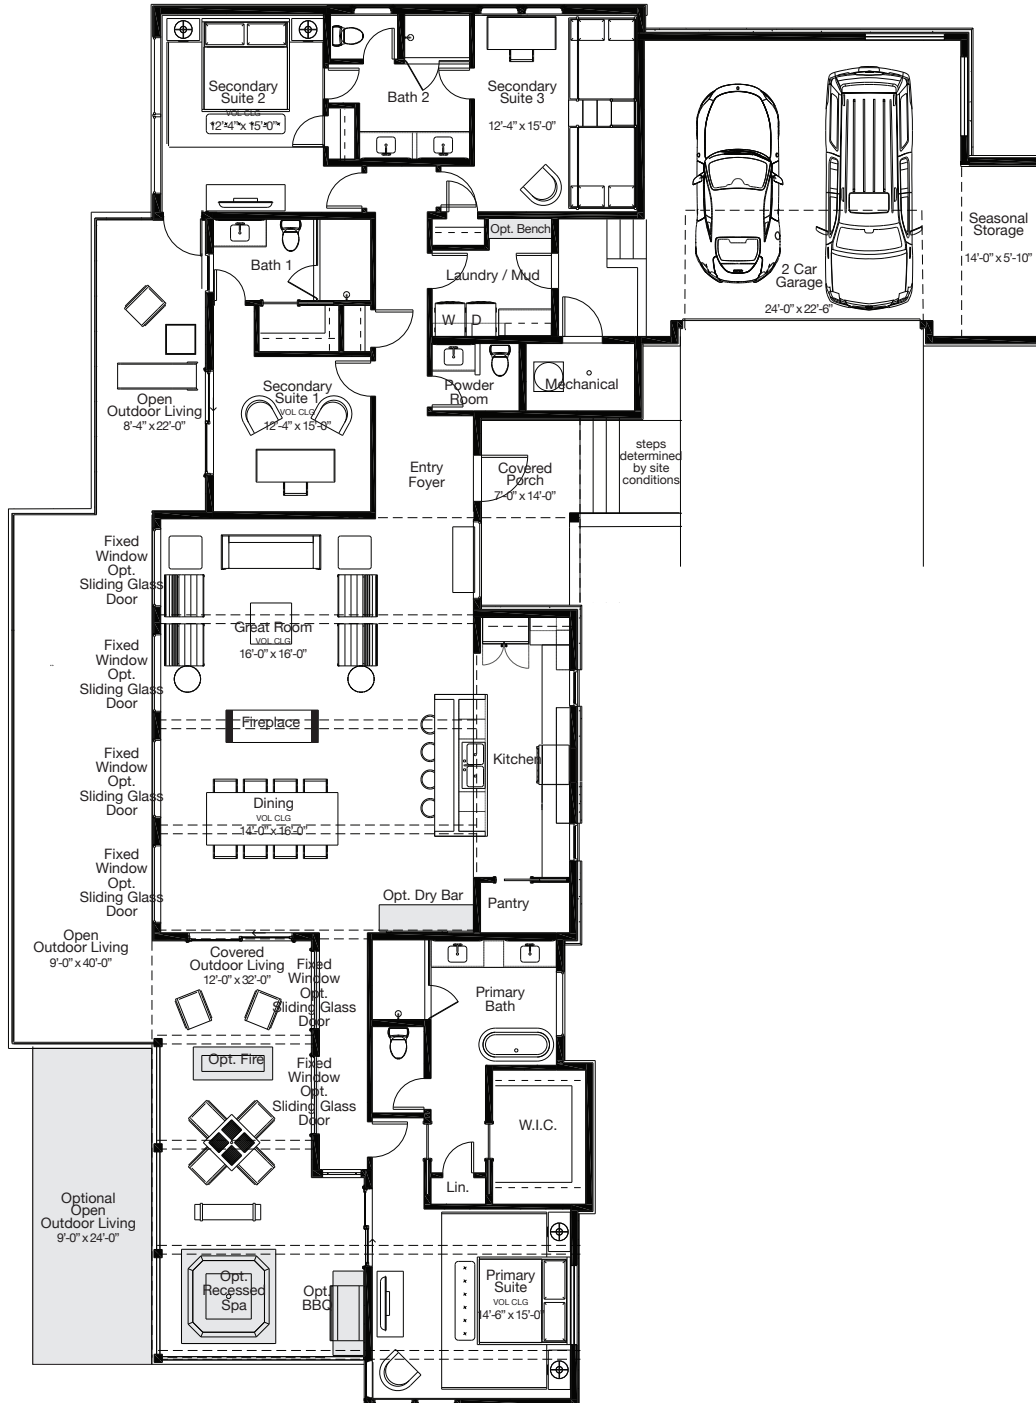 Secondary
Suite 2
VOL CLG
12'-4" x 15'-0"
Bath 2
Secondary
Suite 3
12'-4" x 15'-0"
Seasonal
Storage
14'-0" x 5'-10"
2 Car
Garage
24'-0" x 22'-6"
Opt. Bench
Laundry / Mud
W D
Bath 1
Powder
Room
Mechanical
Secondary
Suite 1
VOL CLG
12'-4" x 15'-0"
Open
Outdoor Living
8'-4" x 22'-0"
Entry
Foyer
Covered
Porch
7'-0" x 14'-0"
steps
determined
by site
conditions
Fixed
Window
Opt.
Sliding Glass
Door
Great Room
VOL CLG
16'-0" x 16'-0"
Fixed
Window
Opt.
Sliding Glass
Door
Fireplace
Kitchen
Fixed
Window
Opt.
Sliding Glass
Door
Dining
VOL CLG
14'-0" x 16'-0"
Fixed
Window
Opt.
Sliding Glass
Door
Opt. Dry Bar
Pantry
Open
Outdoor Living
9'-0" x 40'-0"
Covered
Outdoor Living
12'-0" x 32'-0"
Fixed
Window
Opt.
Sliding Glass
Door
Primary
Bath
Opt. Fire
Fixed
Window
Opt.
Sliding Glass
Door
W.I.C.
Lin.
Optional
Open
Outdoor Living
9'-0" x 24'-0"
Opt.
Recessed
Spa
Opt.
BBQ
Primary
Suite
VOL CLG
14'-6" x 15'-0"